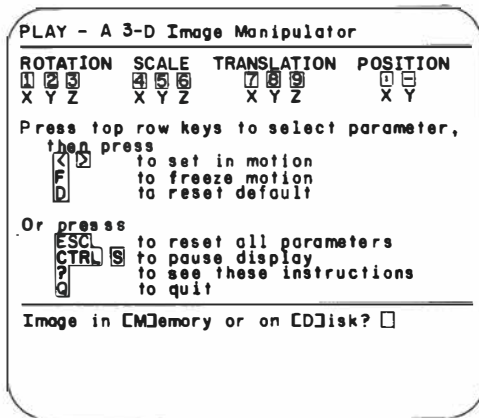 PLAY - A 3-D Image Manipulator
ROTATION SCALE TRANSLATION POSITION
1 2 3 4 5 6 7 8 9 : -
X Y Z X Y Z X Y Z X Y
Press top row keys to select parameter,
then press
< > to set in motion
F to freeze motion
D to reset default
Or presss
ESC to reset all parameters
CTRL S to pause display
? to see these instructions
Q to quit
Image in [M]emory or on [D]isk?